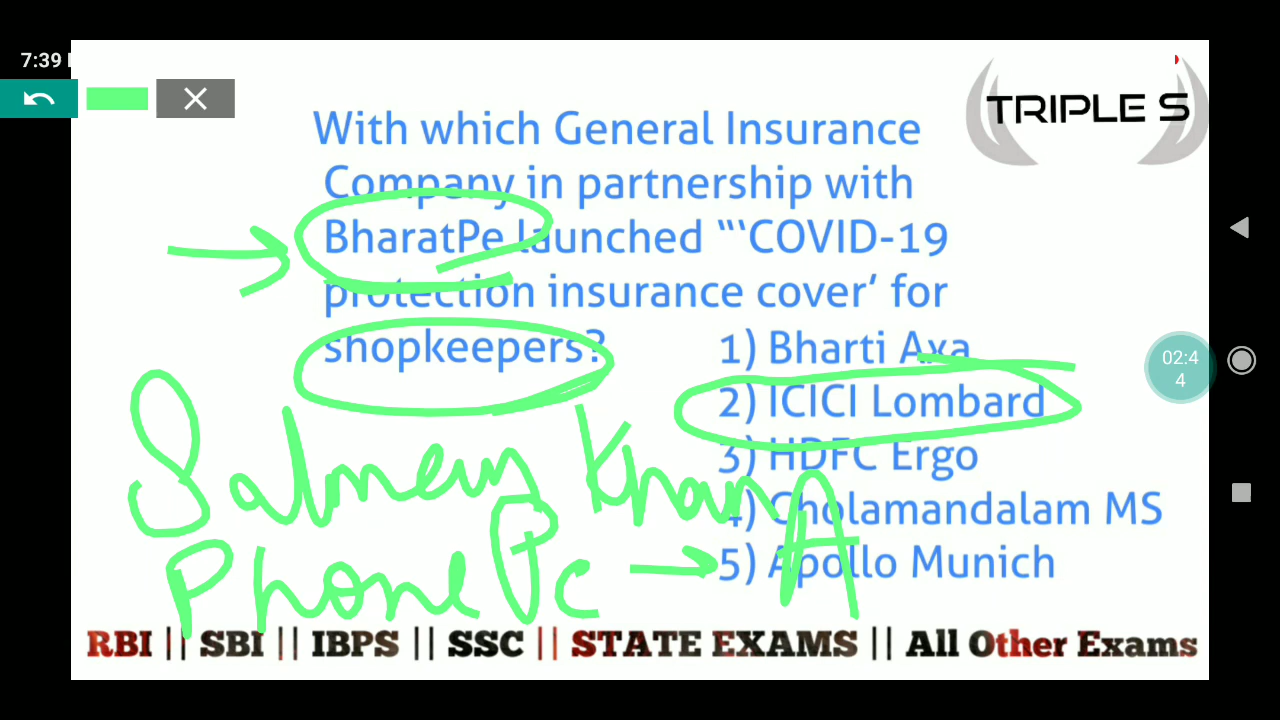 7:39
TRIPLE S
With which General Insurance
Company in partnership with
BharatPe launched “‘COVID-19
protection insurance cover’ for
shopkeepers?
1) Bharti Axa
2) ICICI Lombard
3) HDFC Ergo
4) Cholamandalam MS
5) Apollo Munich
Salman Khan
PhonePe → A
02:4
4
RBI || SBI || IBPS || SSC || STATE EXAMS || All Other Exams